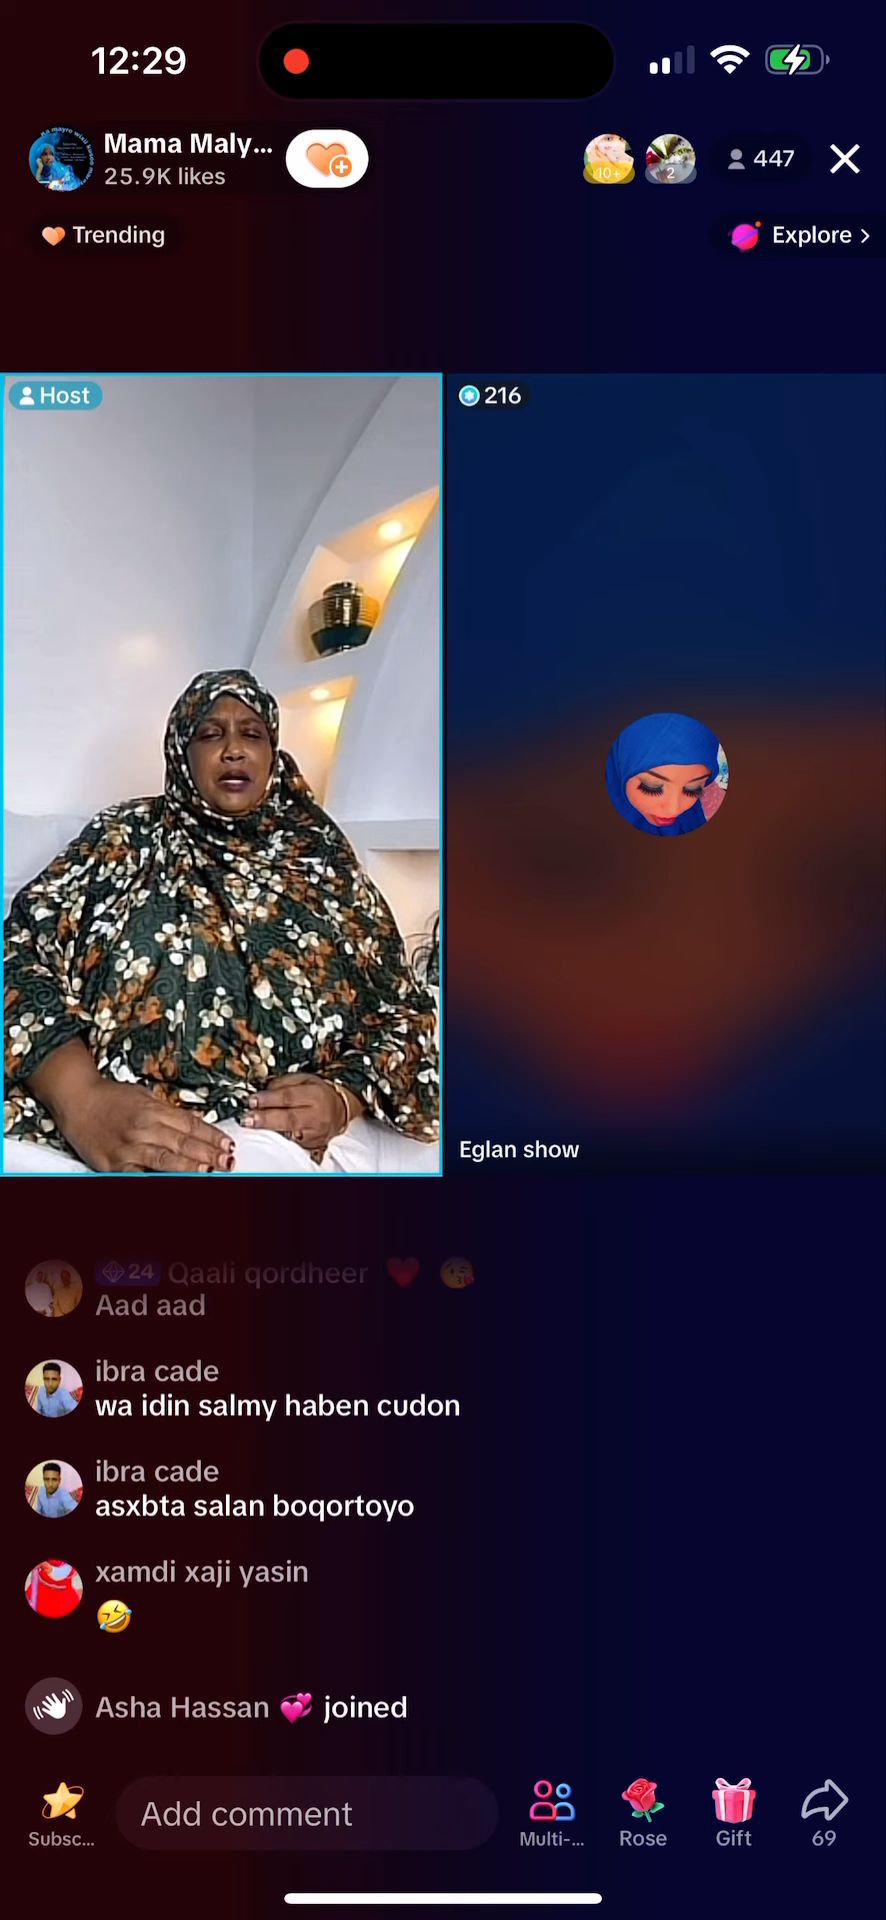 12:29
Mama Maly...
25.9K likes
10+
2
447
Trending
Explore >
Host
216
Eglan show
24 Qaali qordheer ❤️ 😘
Aad aad
ibra cade
wa idin salmy haben cudon
ibra cade
asxbta salan boqortoyo
xamdi xaji yasin
🤣
Asha Hassan 💞 joined
Subsc...
Add comment
Multi-...
Rose
Gift
69